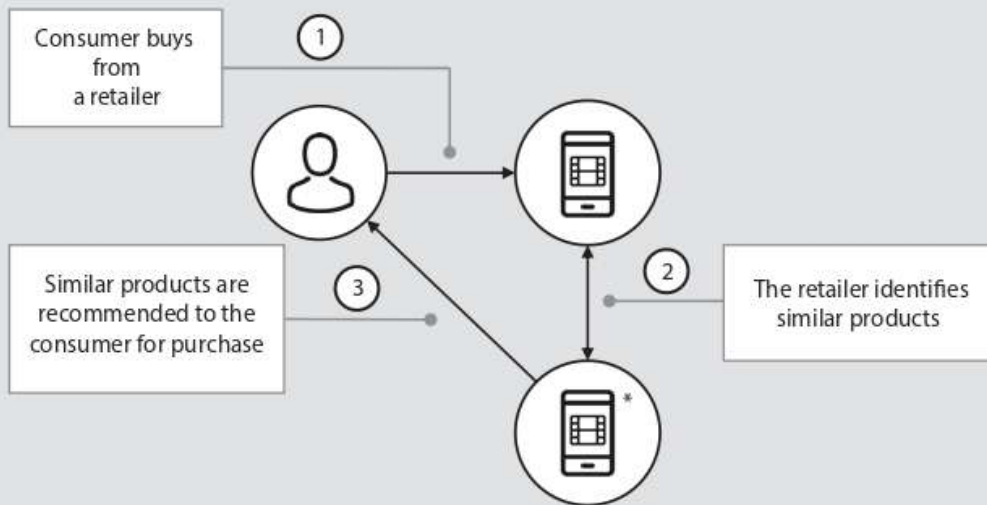 Consumer buys
from
a retailer
1
Similar products are
recommended to the
consumer for purchase
3
2
The retailer identifies
similar products
*